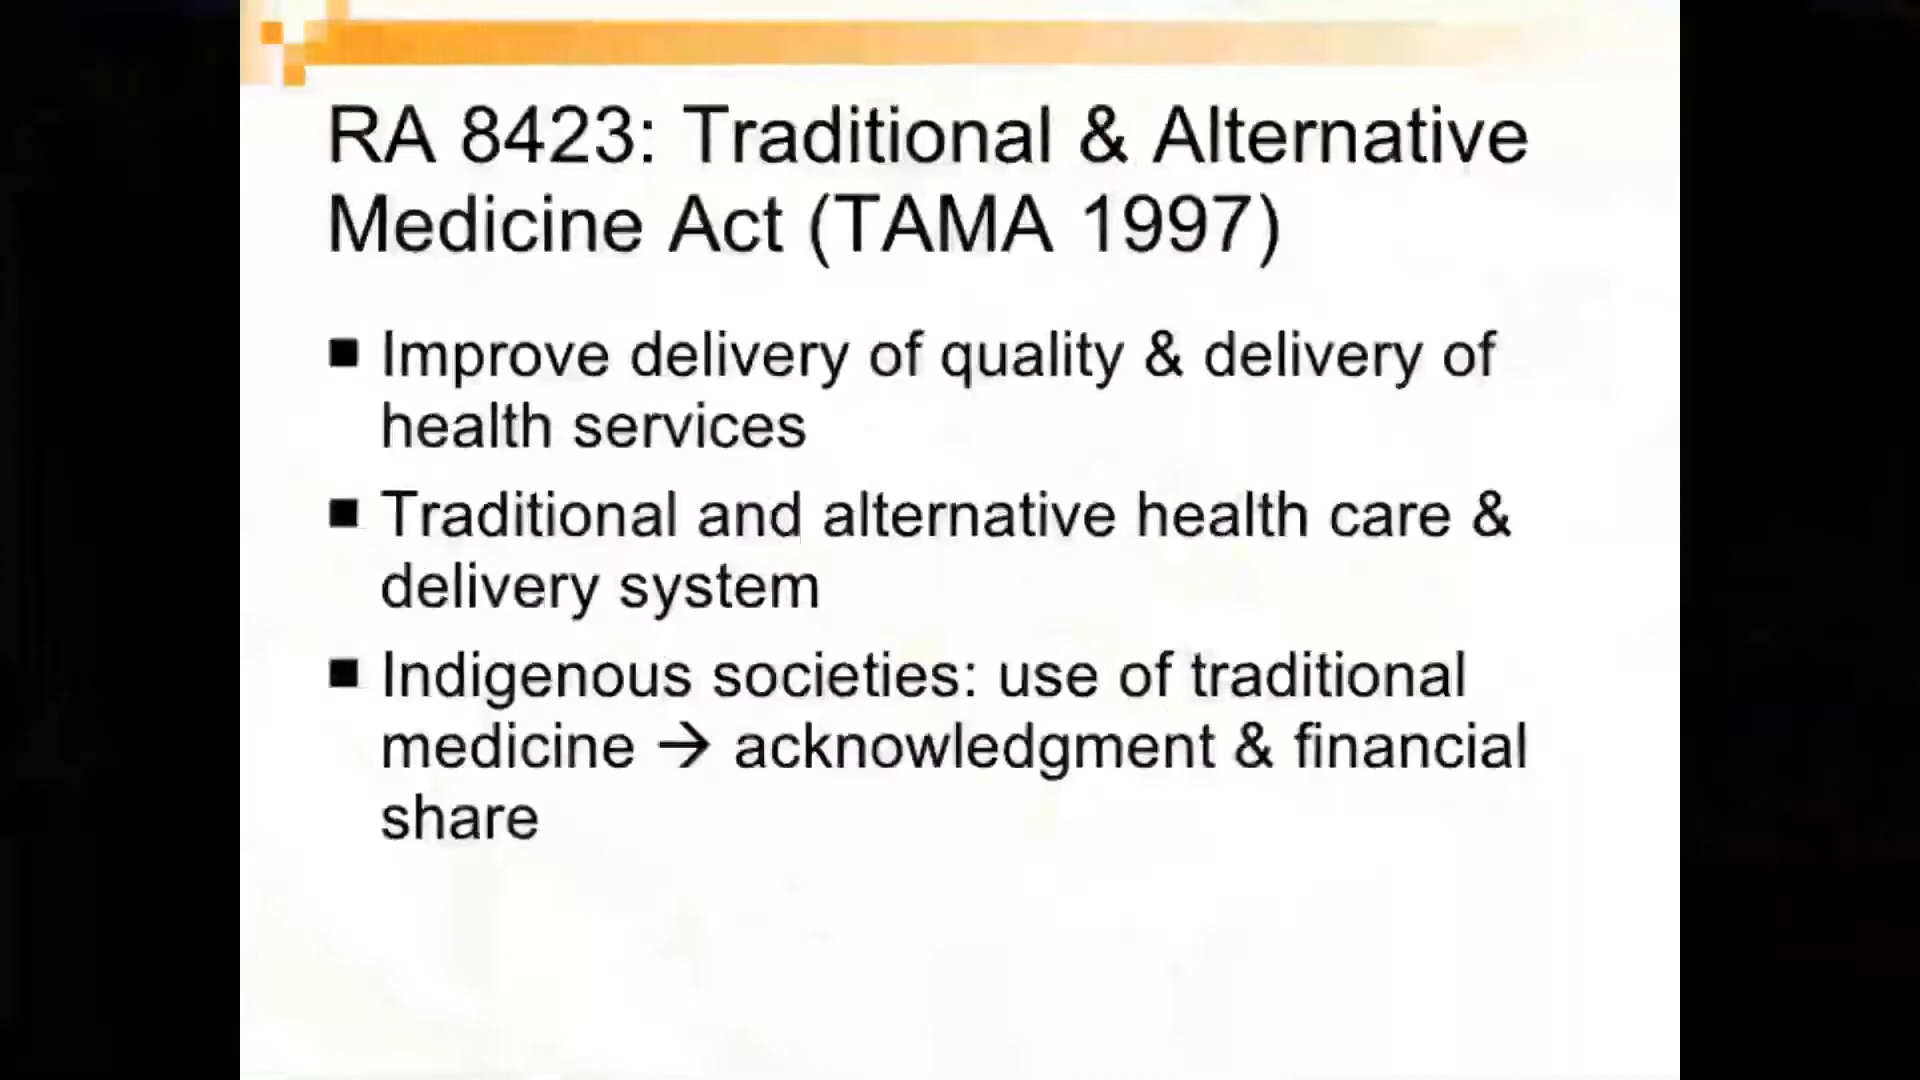 RA 8423: Traditional & Alternative
Medicine Act (TAMA 1997)
■ Improve delivery of quality & delivery of
health services
■ Traditional and alternative health care &
delivery system
■ Indigenous societies: use of traditional
medicine → acknowledgment & financial
share